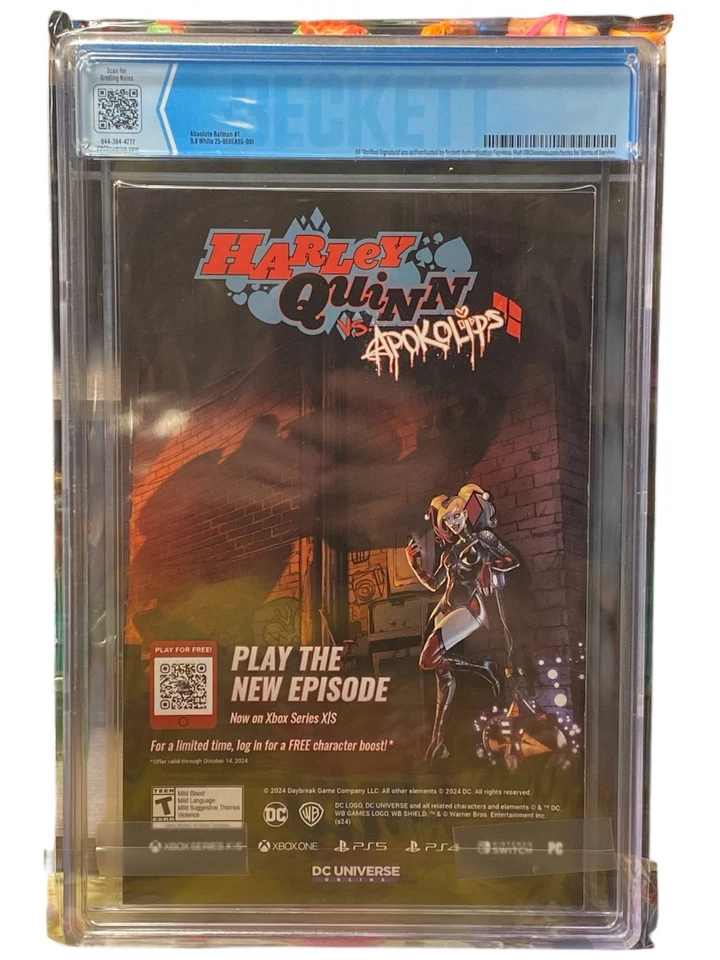 Scan for
Grading Notes
844-384-4777
BECKETT
Absolute Batman #1
HARLEY
QUINN
VS.
APOKOLIPS
PLAY FOR FREE!
PLAY THE
NEW EPISODE
Now on Xbox Series X|S
For a limited time, log in for a FREE character boost!*
*Offer valid through October 14, 2024
TEEN
T
Mild Blood
Mild Language
Mild Suggestive Themes
Violence
© 2024 Daybreak Game Company LLC. All other elements © 2024 DC. All rights reserved.
DC
WB
DC LOGO, DC UNIVERSE and all related characters and elements © & ™ DC.
WB GAMES LOGO, WB SHIELD: ™ & © Warner Bros. Entertainment Inc.
(s24)
XBOX SERIES X|S XBOX ONE PS5 PS4 NINTENDO SWITCH PC
DC UNIVERSE
ONLINE